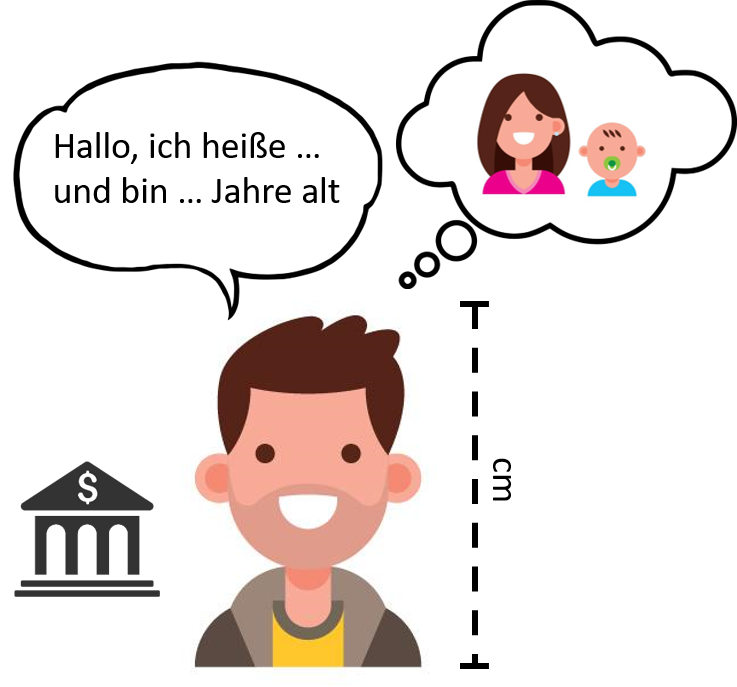 Hallo, ich heiße ...
und bin ... Jahre alt
$
cm